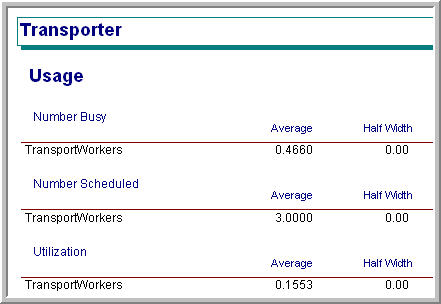 Transporter
Usage
Number Busy
Average Half Width
TransportWorkers 0.4660 0.00
Number Scheduled
Average Half Width
TransportWorkers 3.0000 0.00
Utilization
Average Half Width
TransportWorkers 0.1553 0.00